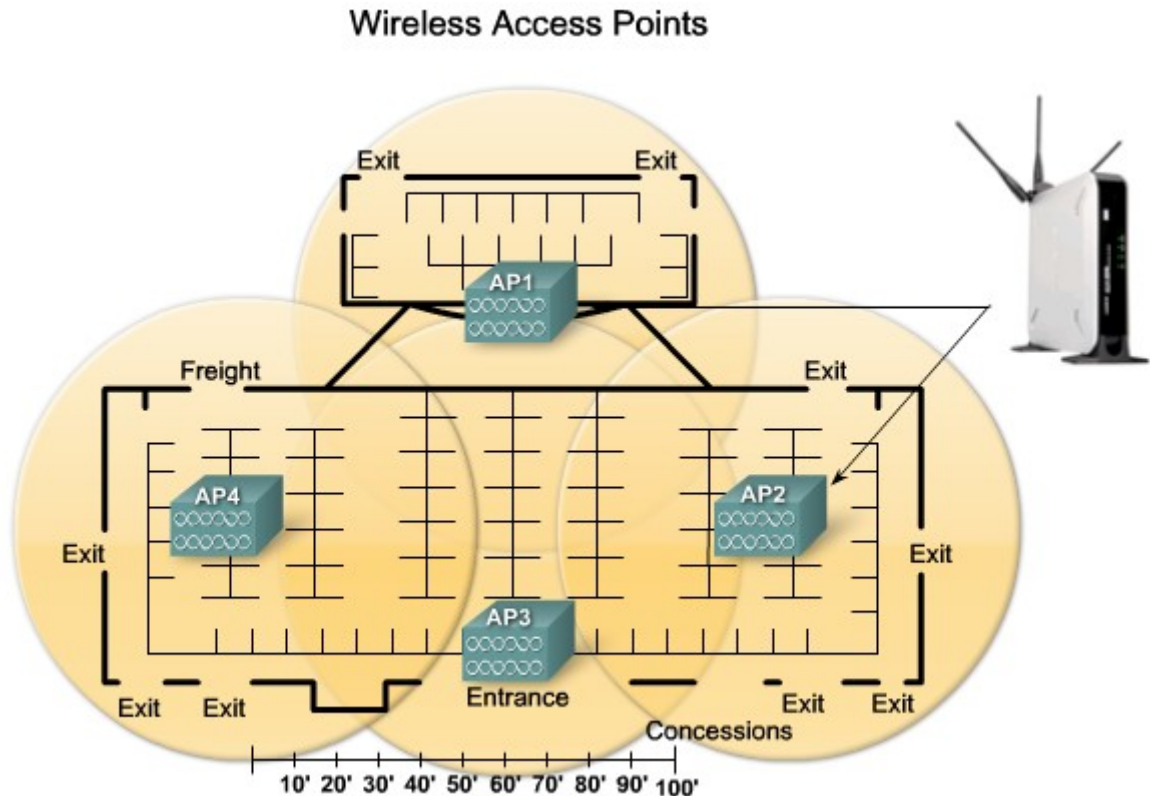 Wireless Access Points
Exit Exit
AP1
Freight Exit
AP4 AP2
Exit Exit
AP3
Entrance
Exit Exit Exit Exit
Concessions
10' 20' 30' 40' 50' 60' 70' 80' 90' 100'